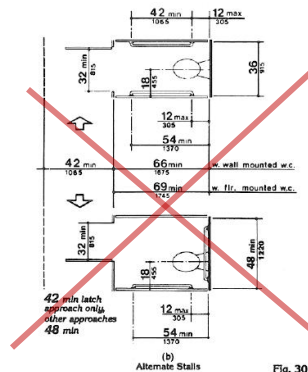 42 min
1065
12 max
305
32 min
815
18
455
36
915
12 min
305
54 min
1370
42 min
1065
66 min
1675
w. wall mounted w.c.
69 min
1745
w. flr. mounted w.c.
32 min
815
18
455
48 min
1220
42 min latch
approach only,
other approaches
48 min
12 max
305
54 min
1370
(b)
Alternate Stalls
Fig. 30